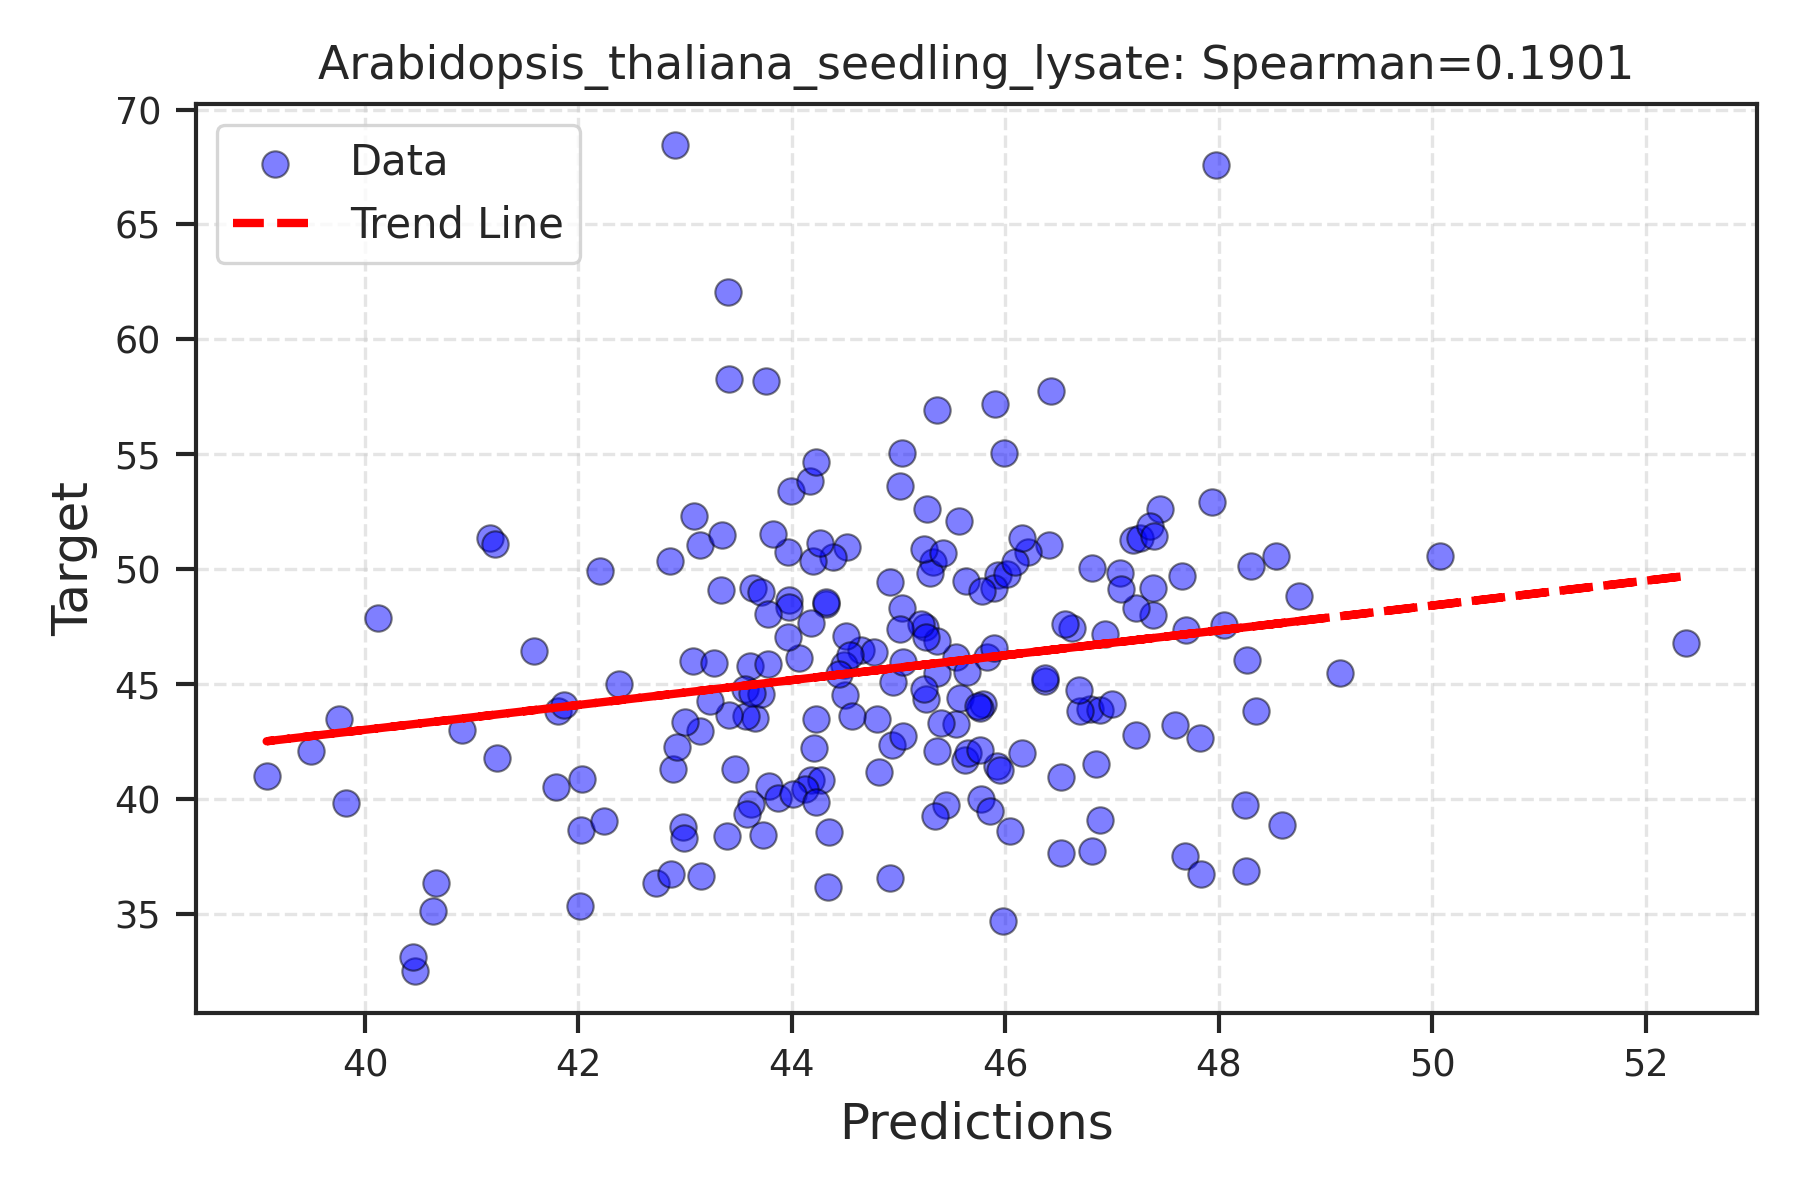 Arabidopsis_thaliana_seedling_lysate: Spearman=0.1901
Data
Trend Line
70
65
60
55
50
45
40
35
Target
40 42 44 46 48 50 52
Predictions